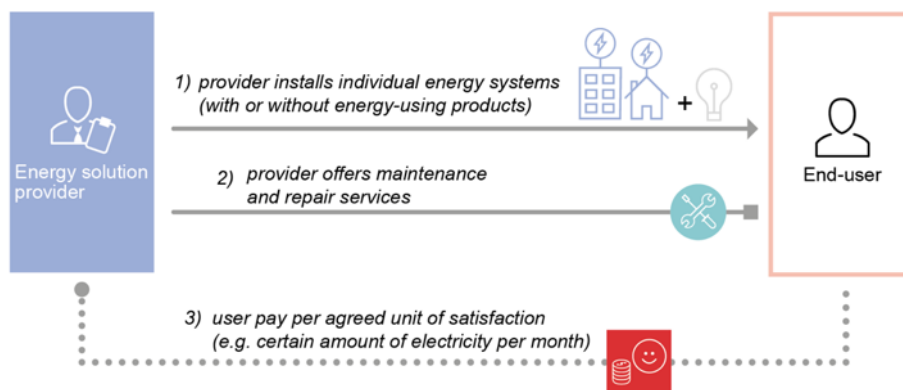 1) provider installs individual energy systems
(with or without energy-using products)
+
Energy solution
provider
2) provider offers maintenance
and repair services
End-user
3) user pay per agreed unit of satisfaction
(e.g. certain amount of electricity per month)